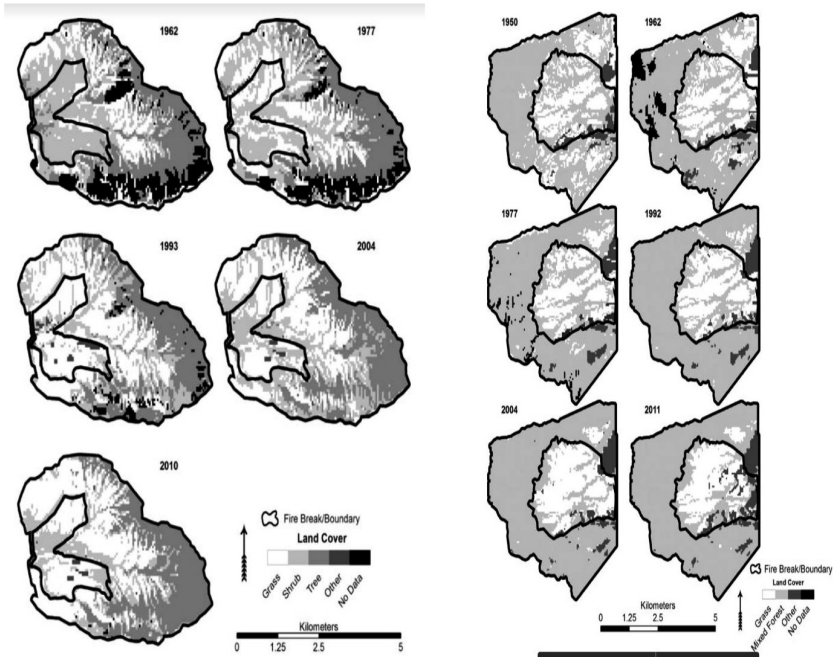 1962
1977
1993
2004
2010
Fire Break/Boundary
Land Cover
Grass
Shrub
Tree
Other
No Data
Kilometers
0 1.25 2.5 5
1950
1962
1977
1992
2004
2011
Fire Break/Boundary
Land Cover
Grass
Mixed Forest
Other
No Data
Kilometers
0 1.25 2.5 5